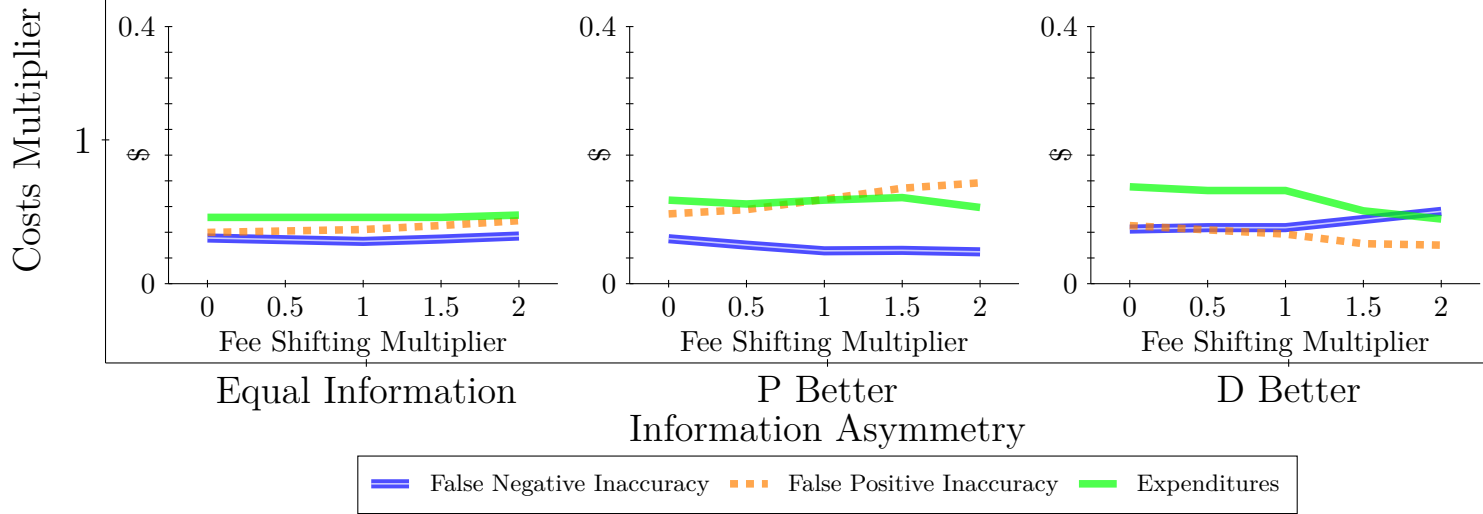 Costs Multiplier
1
0.4
$
0
0 0.5 1 1.5 2
Fee Shifting Multiplier
0.4
$
0
0 0.5 1 1.5 2
Fee Shifting Multiplier
0.4
$
0
0 0.5 1 1.5 2
Fee Shifting Multiplier
Equal Information
P Better
D Better
Information Asymmetry
False Negative Inaccuracy False Positive Inaccuracy Expenditures